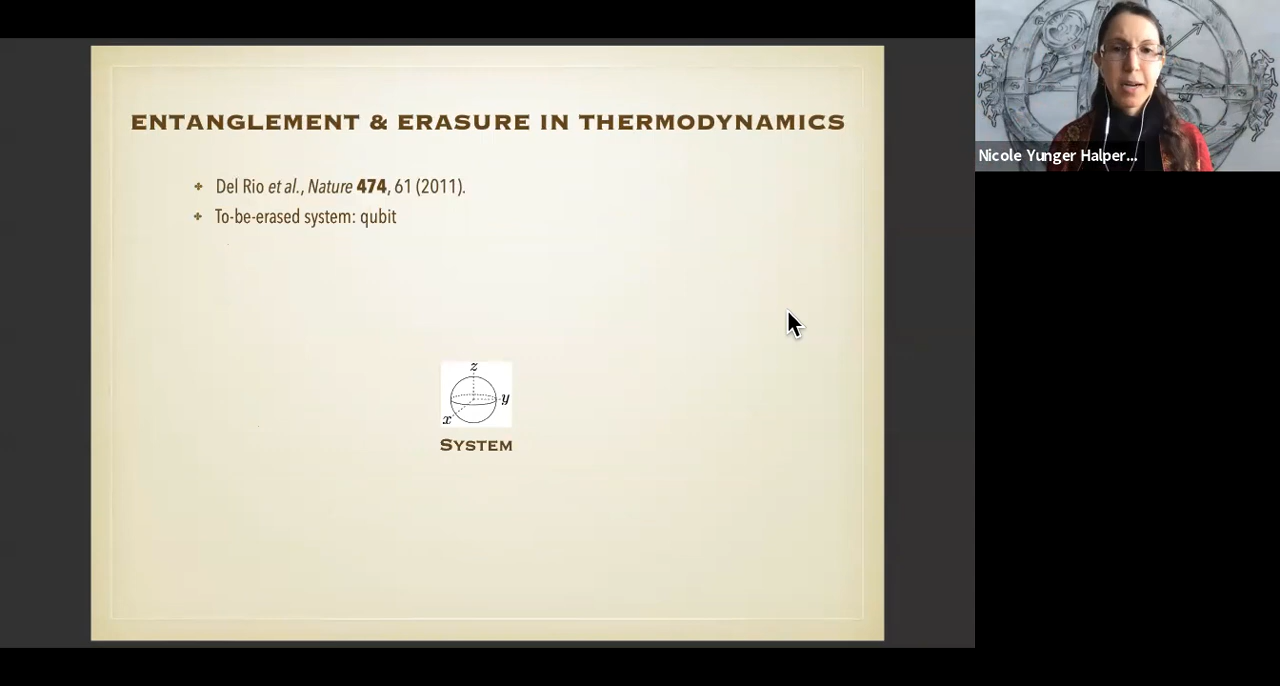 ENTANGLEMENT & ERASURE IN THERMODYNAMICS
Del Rio et al., Nature 474, 61 (2011).
To-be-erased system: qubit
z
y
x
SYSTEM
Nicole Yunger Halper...